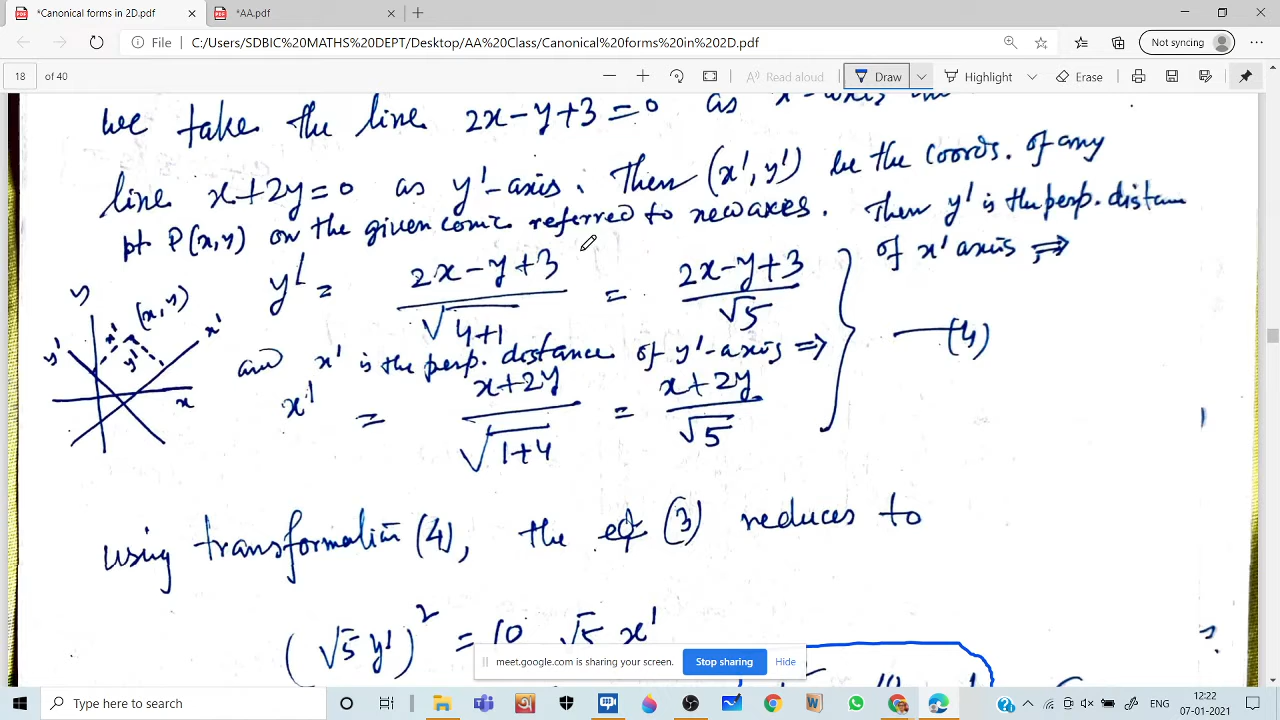 *Canonical forms in 2D.pdf
*AA.pdf
File C:/Users/SDBIC%20MATHS%20DEPT/Desktop/AA%20Class/Canonical%20forms%20in%202D.pdf
Not syncing
18 of 40
Read aloud
Draw
Highlight
Erase
we take the line 2x-y+3=0 as x-axis
line x+2y=0 as y'-axis. Then (x', y') be the coords. of any
pt P(x,y) on the given conic referred to new axes. Then y' is the perp. distance
of x' axis ⇒
y' = 2x-y+3 / √4+1 = 2x-y+3 / √5
(4)
and x' is the perp. distance of y'-axis ⇒
x' = x+2y / √1+4 = x+2y / √5
y
(x, y)
x'
y'
x'
y'
x
using transformation (4), the eq (3) reduces to
(√5 y')² = 10 √5 x'
meet.google.com is sharing your screen.
Stop sharing
Hide
Type here to search
ENG
12:22
07-01-2021